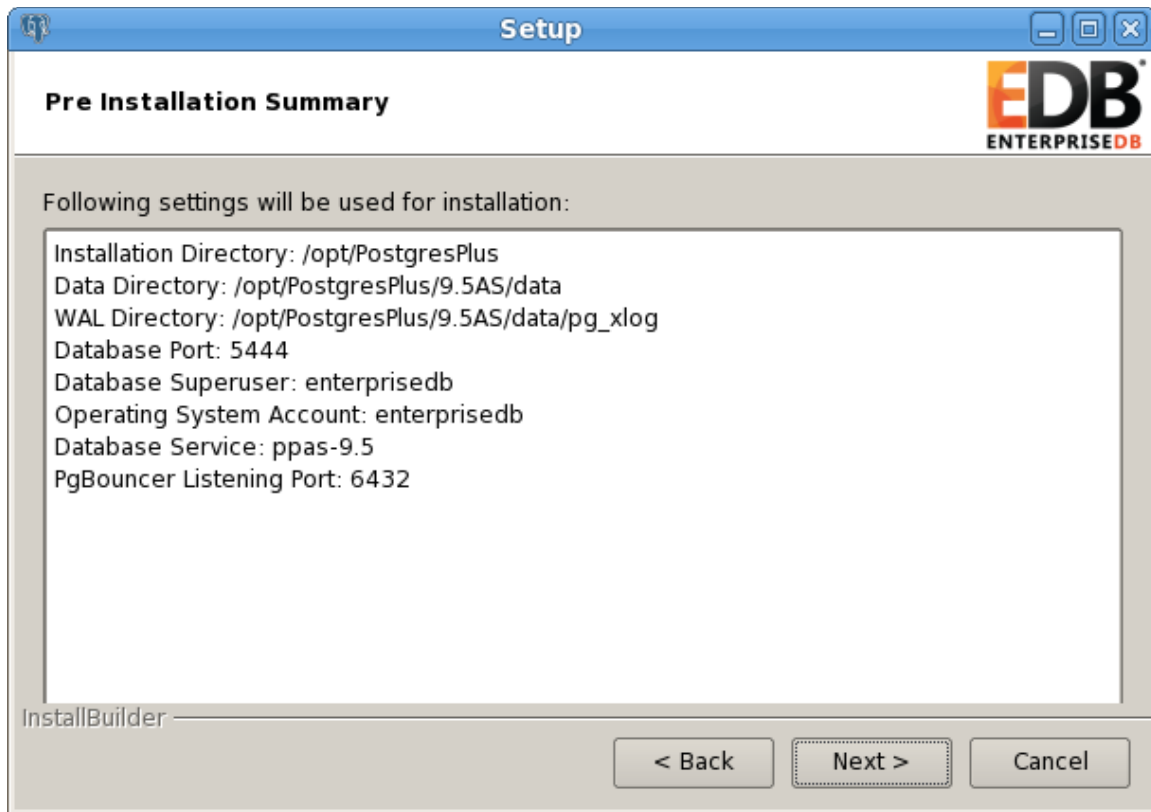 Setup
Pre Installation Summary
EDB
ENTERPRISEDB
Following settings will be used for installation:
Installation Directory: /opt/PostgresPlus
Data Directory: /opt/PostgresPlus/9.5AS/data
WAL Directory: /opt/PostgresPlus/9.5AS/data/pg_xlog
Database Port: 5444
Database Superuser: enterprisedb
Operating System Account: enterprisedb
Database Service: ppas-9.5
PgBouncer Listening Port: 6432
InstallBuilder
< Back
Next >
Cancel